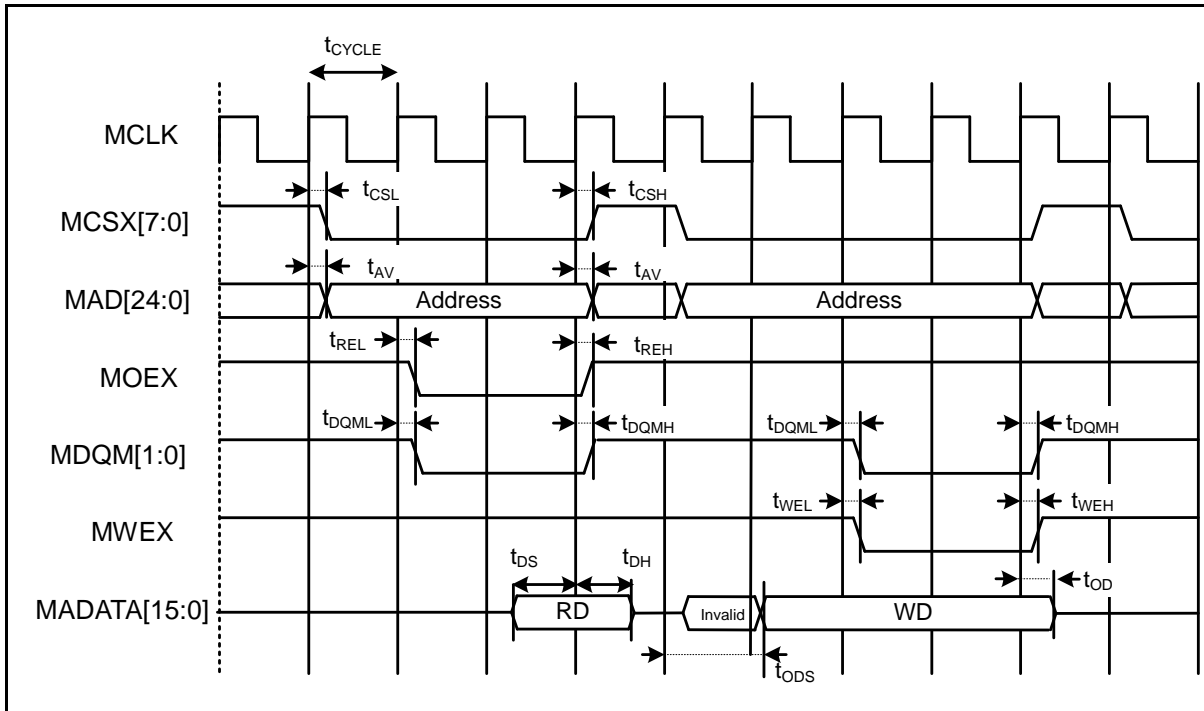 tCYCLE
MCLK
tCSL
tCSH
MCSX[7:0]
tAV
tAV
MAD[24:0]
Address
Address
tREL
tREH
MOEX
tDQML
tDQMH
tDQML
tDQMH
MDQM[1:0]
tWEL
tWEH
MWEX
tDS
tDH
tOD
MADATA[15:0]
RD
Invalid
WD
tODS